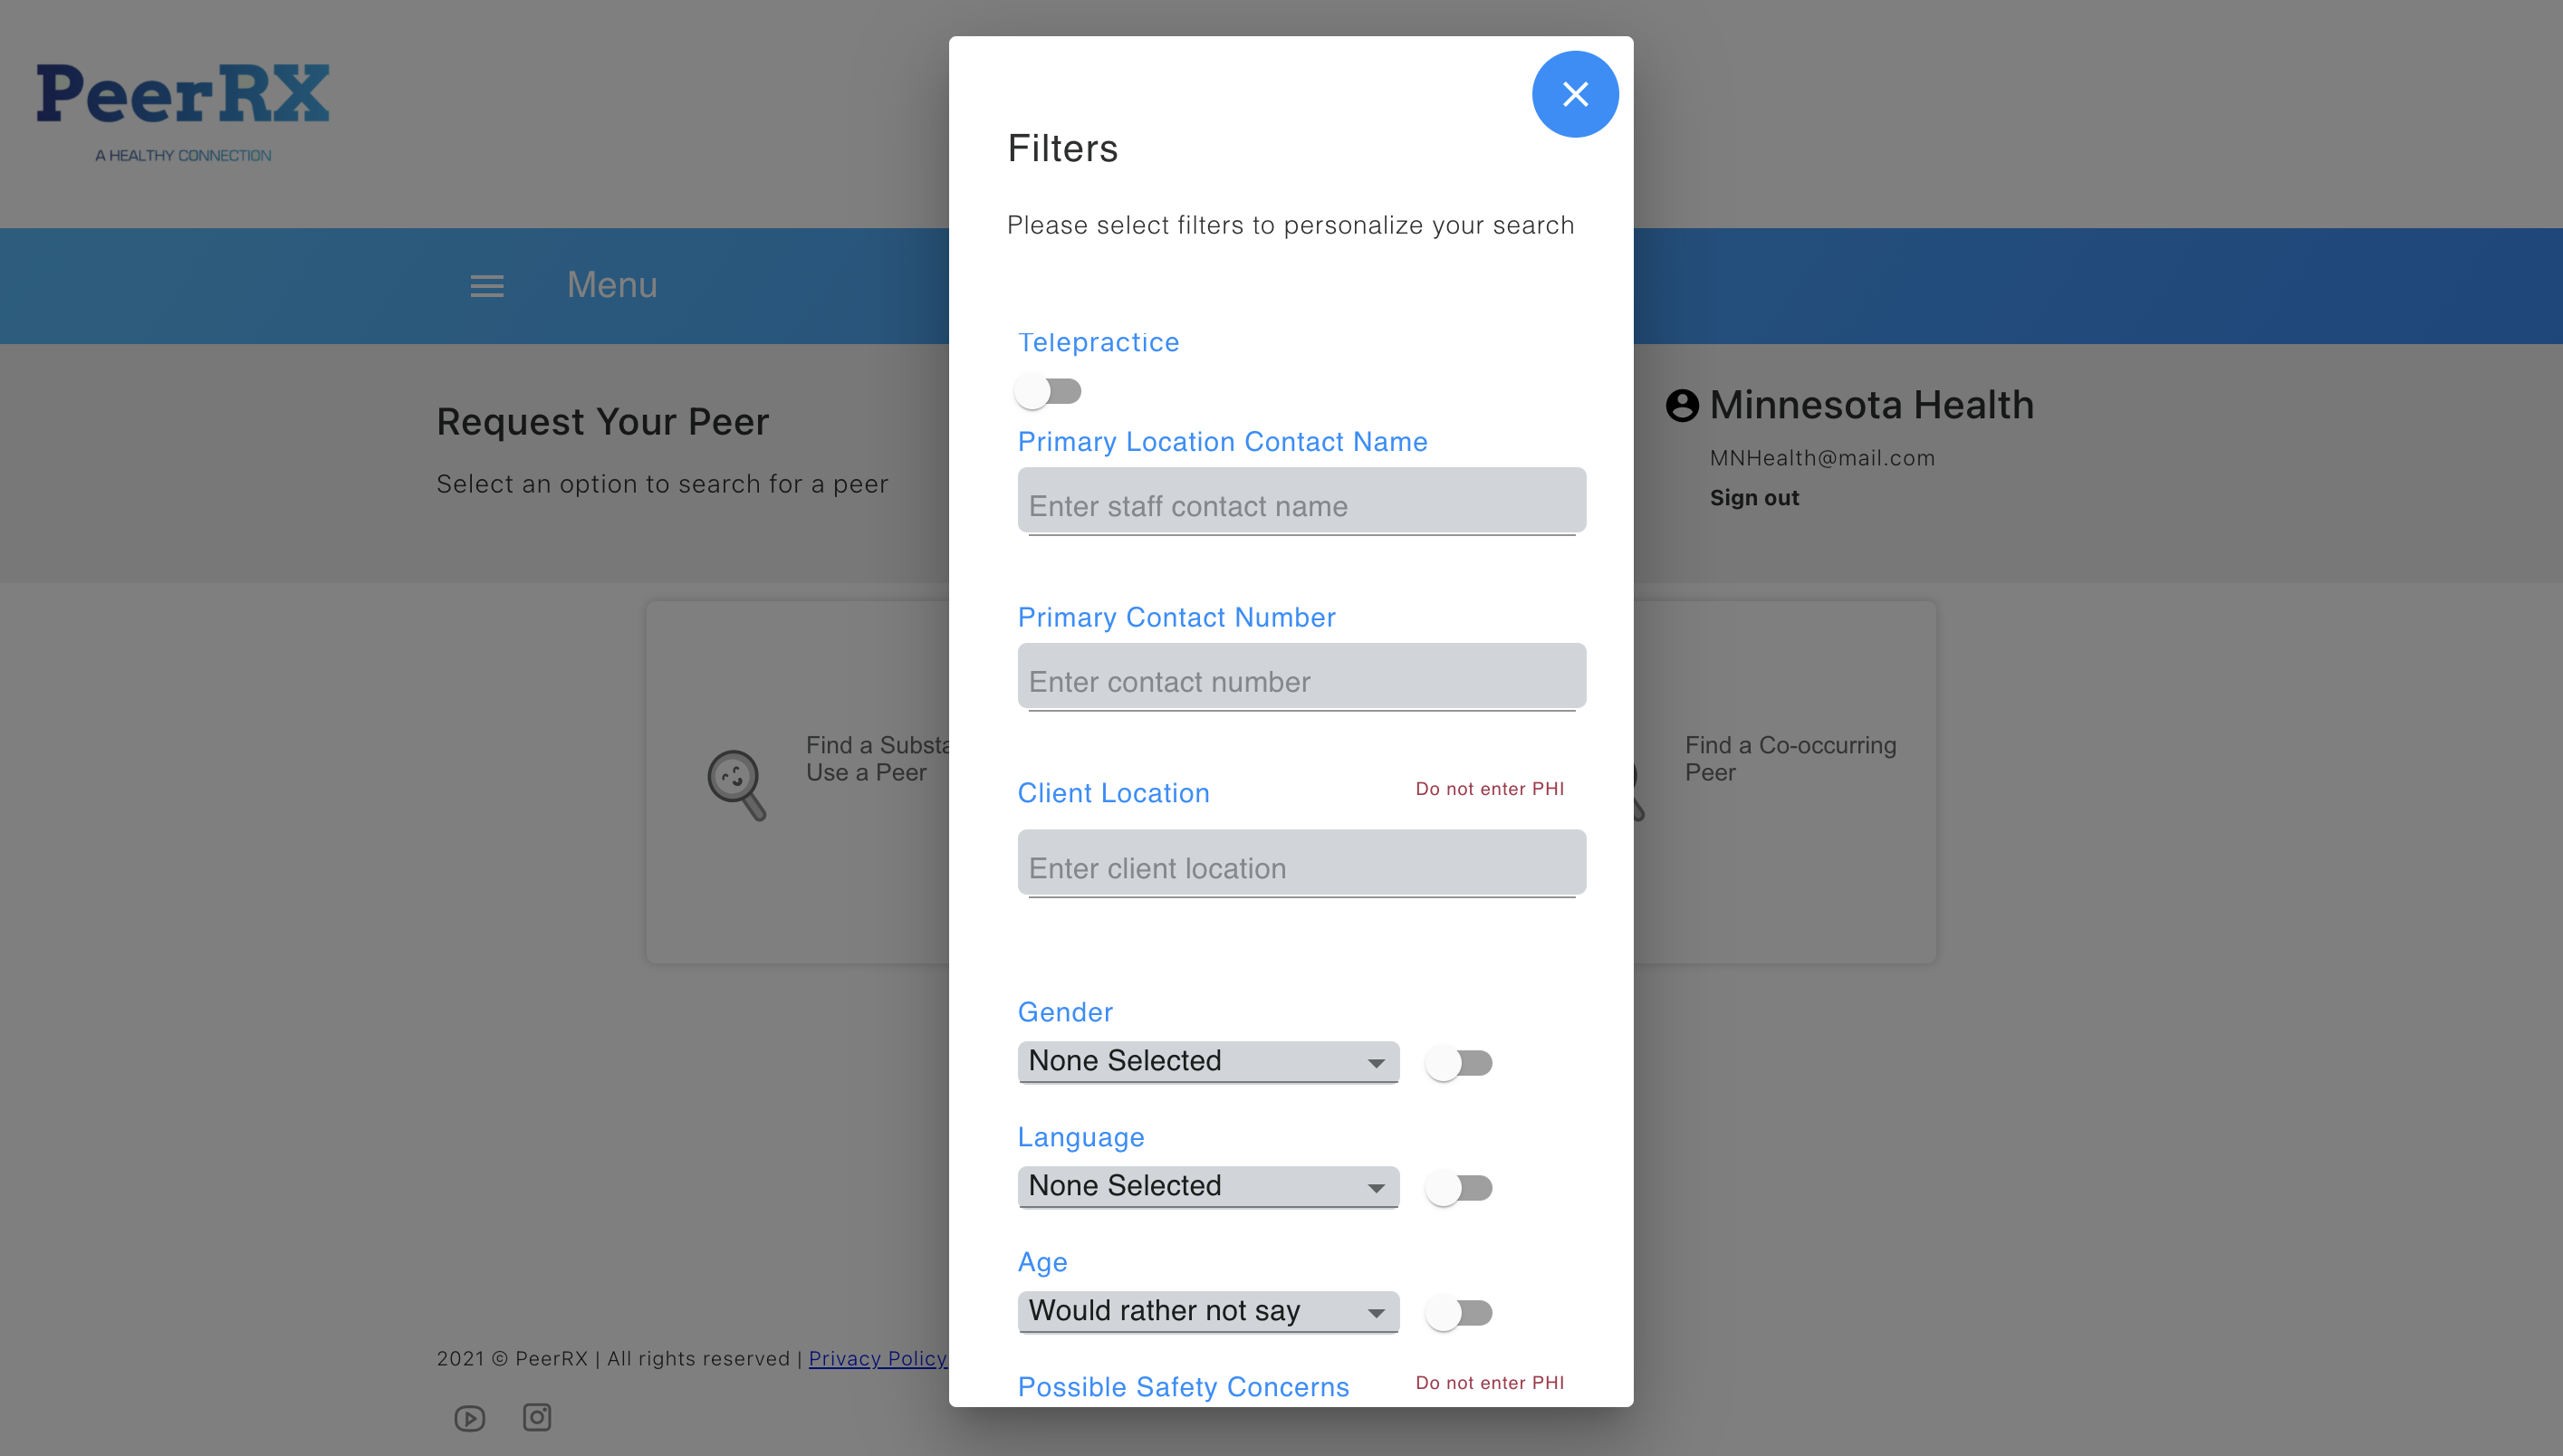 PeerRX
A HEALTHY CONNECTION
Menu
Request Your Peer
Select an option to search for a peer
Minnesota Health
MNHealth@mail.com
Sign out
Find a Substa
Use a Peer
Find a Co-occurring
Peer
Filters
Please select filters to personalize your search
Telepractice
Primary Location Contact Name
Enter staff contact name
Primary Contact Number
Enter contact number
Client Location
Do not enter PHI
Enter client location
Gender
None Selected
Language
None Selected
Age
Would rather not say
Possible Safety Concerns
Do not enter PHI
2021 © PeerRX | All rights reserved | Privacy Policy